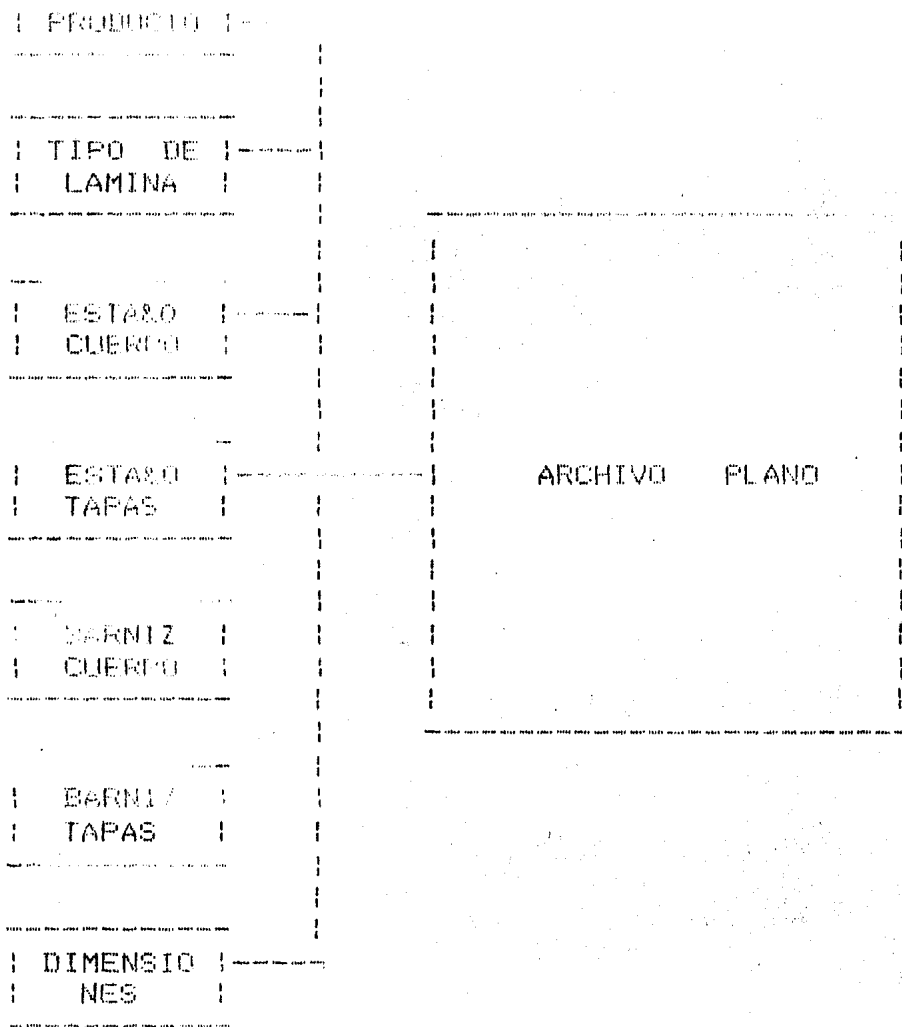 PRODUCTO
TIPO DE
LAMINA
ESTA&O
CUERPO
ESTA&O
TAPAS
ARCHIVO PLANO
BARNIZ
CUERPO
BARNIZ
TAPAS
DIMENSIO
NES